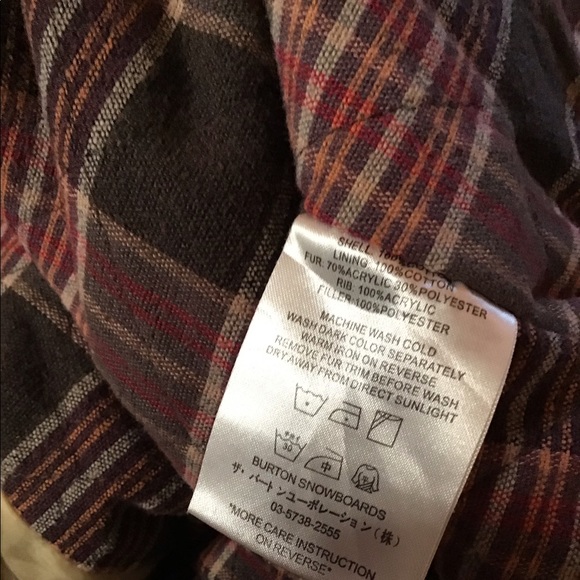 SHELL: 100%COTTON
LINING: 100%COTTON
FUR: 70%ACRYLIC 30%POLYESTER
RIB: 100%ACRYLIC
FILLER:100%POLYESTER
MACHINE WASH COLD
WASH DARK COLOR SEPARATELY
WARM IRON ON REVERSE
REMOVE FUR TRIM BEFORE WASH
DRY AWAY FROM DIRECT SUNLIGHT
30 中
BURTON SNOWBOARDS
ザ・バートンコーポレーション(株)
03-5738-2555
*MORE CARE INSTRUCTION
ON REVERSE*